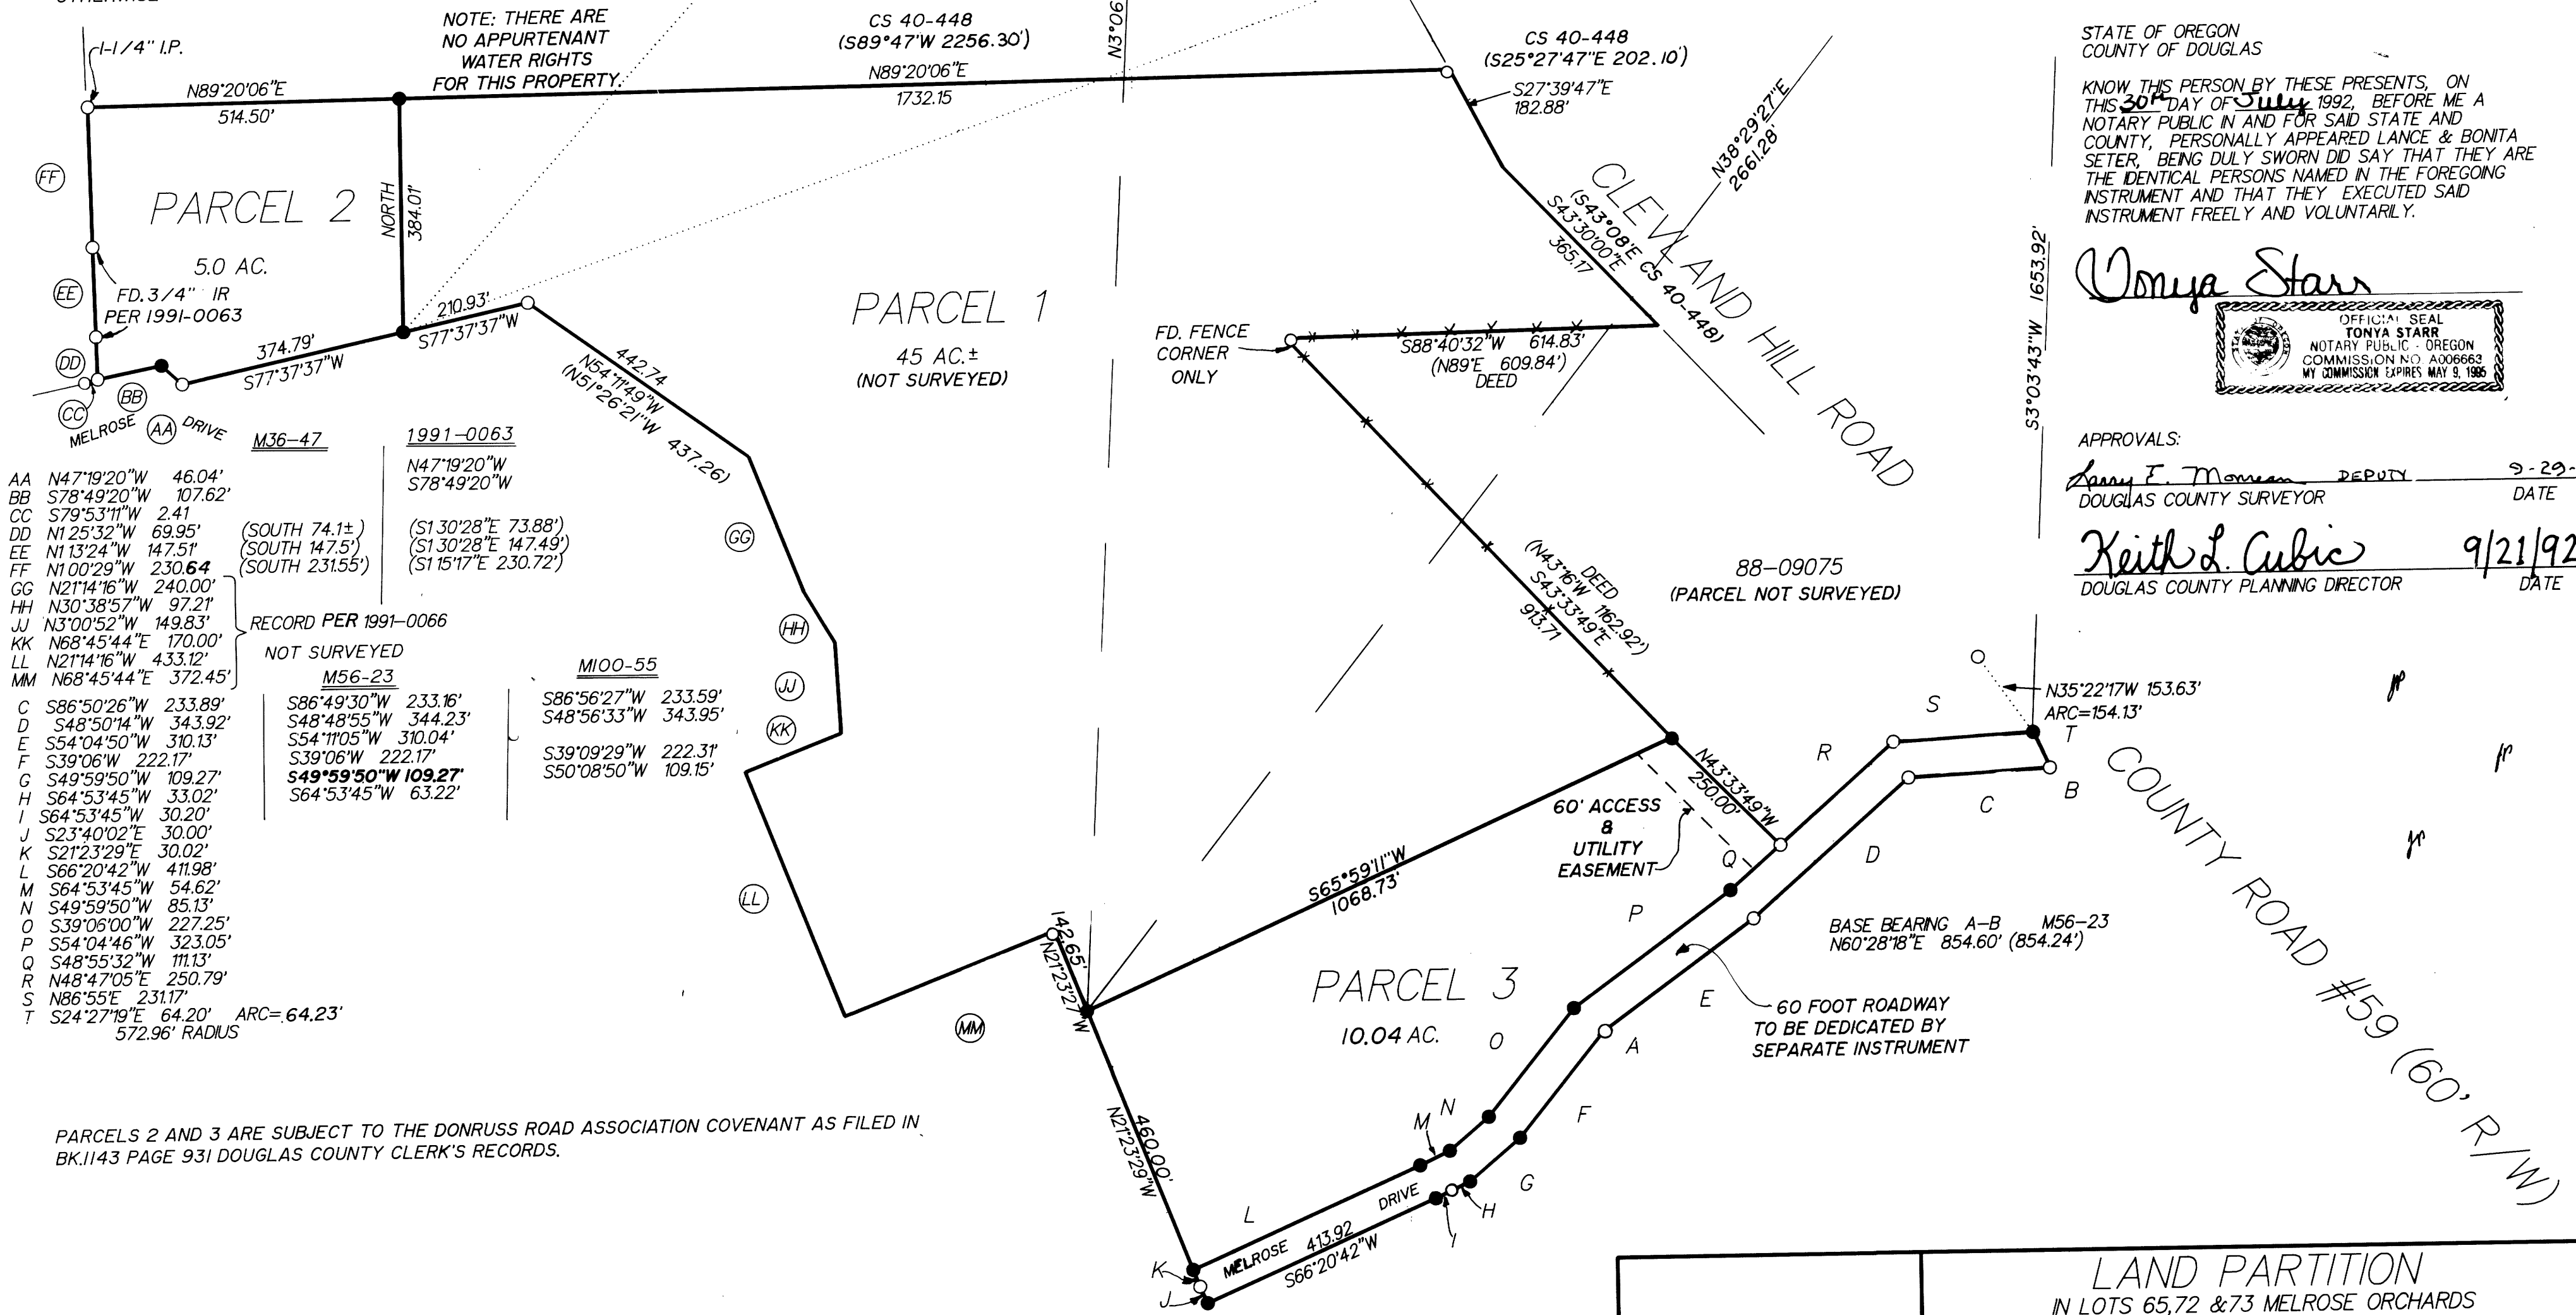 NOTE: THERE ARE
NO APPURTENANT
WATER RIGHTS
FOR THIS PROPERTY.
CS 40-448
(S89°47'W 2256.30')
N89°20'06"E
1732.15
N3°06
CS 40-448
(S25°27'47"E 202.10')
S27°39'47"E
182.88'
1-1/4" I.P.
N89°20'06"E
514.50'
FF
PARCEL 2
5.0 AC.
NORTH
384.01'
EE
FD. 3/4" IR
PER 1991-0063
DD
374.79'
S77°37'37"W
210.93'
S77°37'37"W
CC
BB
AA
MELROSE DRIVE
PARCEL 1
45 AC.±
(NOT SURVEYED)
442.74
N54°11'49"W
(N51°26'21"W 437.26)
FD. FENCE
CORNER
ONLY
S88°40'32"W 614.83'
(N89°E 609.84')
DEED
(S43°08'E CS 40-448)
S43°30'00"E
365.17
N38°29'27"E
2661.28'
CLEVLAND HILL ROAD
S3°03'43"W 1653.92'
STATE OF OREGON
COUNTY OF DOUGLAS
KNOW THIS PERSON BY THESE PRESENTS, ON
THIS 30th DAY OF July 1992, BEFORE ME A
NOTARY PUBLIC IN AND FOR SAID STATE AND
COUNTY, PERSONALLY APPEARED LANCE & BONITA
SETER, BEING DULY SWORN DID SAY THAT THEY ARE
THE IDENTICAL PERSONS NAMED IN THE FOREGOING
INSTRUMENT AND THAT THEY EXECUTED SAID
INSTRUMENT FREELY AND VOLUNTARILY.
Tonya Starr
OFFICIAL SEAL
TONYA STARR
NOTARY PUBLIC - OREGON
COMMISSION NO. A006663
MY COMMISSION EXPIRES MAY 9, 1995
APPROVALS:
Larry E. DEPUTY 9-29-
DOUGLAS COUNTY SURVEYOR DATE
Keith L. Cubic 9/21/92
DOUGLAS COUNTY PLANNING DIRECTOR DATE
M36-47 1991-0063
AA N47°19'20"W 46.04' N47°19'20"W
BB S78°49'20"W 107.62' S78°49'20"W
CC S79°53'11"W 2.41
DD N1°25'32"W 69.95' (SOUTH 74.1±) (S1°30'28"E 73.88')
EE N1°13'24"W 147.51' (SOUTH 147.5') (S1°30'28"E 147.49')
FF N1°00'29"W 230.64 (SOUTH 231.55') (S1°15'17"E 230.72')
GG N21°14'16"W 240.00'
HH N30°38'57"W 97.21'
JJ N3°00'52"W 149.83'
KK N68°45'44"E 170.00'
LL N21°14'16"W 433.12'
MM N68°45'44"E 372.45'
RECORD PER 1991-0066
NOT SURVEYED
M56-23 M100-55
C S86°50'26"W 233.89' S86°49'30"W 233.16' S86°56'27"W 233.59'
D S48°50'14"W 343.92' S48°48'55"W 344.23' S48°56'33"W 343.95'
E S54°04'50"W 310.13' S54°11'05"W 310.04'
F S39°06'W 222.17' S39°06'W 222.17' S39°09'29"W 222.31'
G S49°59'50"W 109.27' S49°59'50"W 109.27' S50°08'50"W 109.15'
H S64°53'45"W 33.02' S64°53'45"W 63.22'
I S64°53'45"W 30.20'
J S23°40'02"E 30.00'
K S21°23'29"E 30.02'
L S66°20'42"W 411.98'
M S64°53'45"W 54.62'
N S49°59'50"W 85.13'
O S39°06'00"W 227.25'
P S54°04'46"W 323.05'
Q S48°55'32"W 111.13'
R N48°47'05"E 250.79'
S N86°55'E 231.17'
T S24°27'19"E 64.20' ARC=64.23'
572.96' RADIUS
GG
HH
JJ
KK
LL
MM
DEED
(N43°16'W 1162.92')
S43°33'49"E
913.71
88-09075
(PARCEL NOT SURVEYED)
N35°22'17W 153.63'
ARC=154.13'
S
T
R
B
C
D
N43°33'49"W
250.00'
60' ACCESS
&
UTILITY
EASEMENT
Q
P
S65°59'11"W
1068.73'
142.65'
N21°23'27"W
PARCEL 3
10.04 AC.
O
A
E
F
BASE BEARING A-B M56-23
N60°28'18"E 854.60' (854.24')
60 FOOT ROADWAY
TO BE DEDICATED BY
SEPARATE INSTRUMENT
COUNTY ROAD #59 (60' R/W)
460.00'
N21°23'29"W
M
N
G
H
I
L
K
J
MELROSE DRIVE
413.92
S66°20'42"W
PARCELS 2 AND 3 ARE SUBJECT TO THE DONRUSS ROAD ASSOCIATION COVENANT AS FILED IN
BK.1143 PAGE 931 DOUGLAS COUNTY CLERK'S RECORDS.
LAND PARTITION
IN LOTS 65,72 & 73 MELROSE ORCHARDS